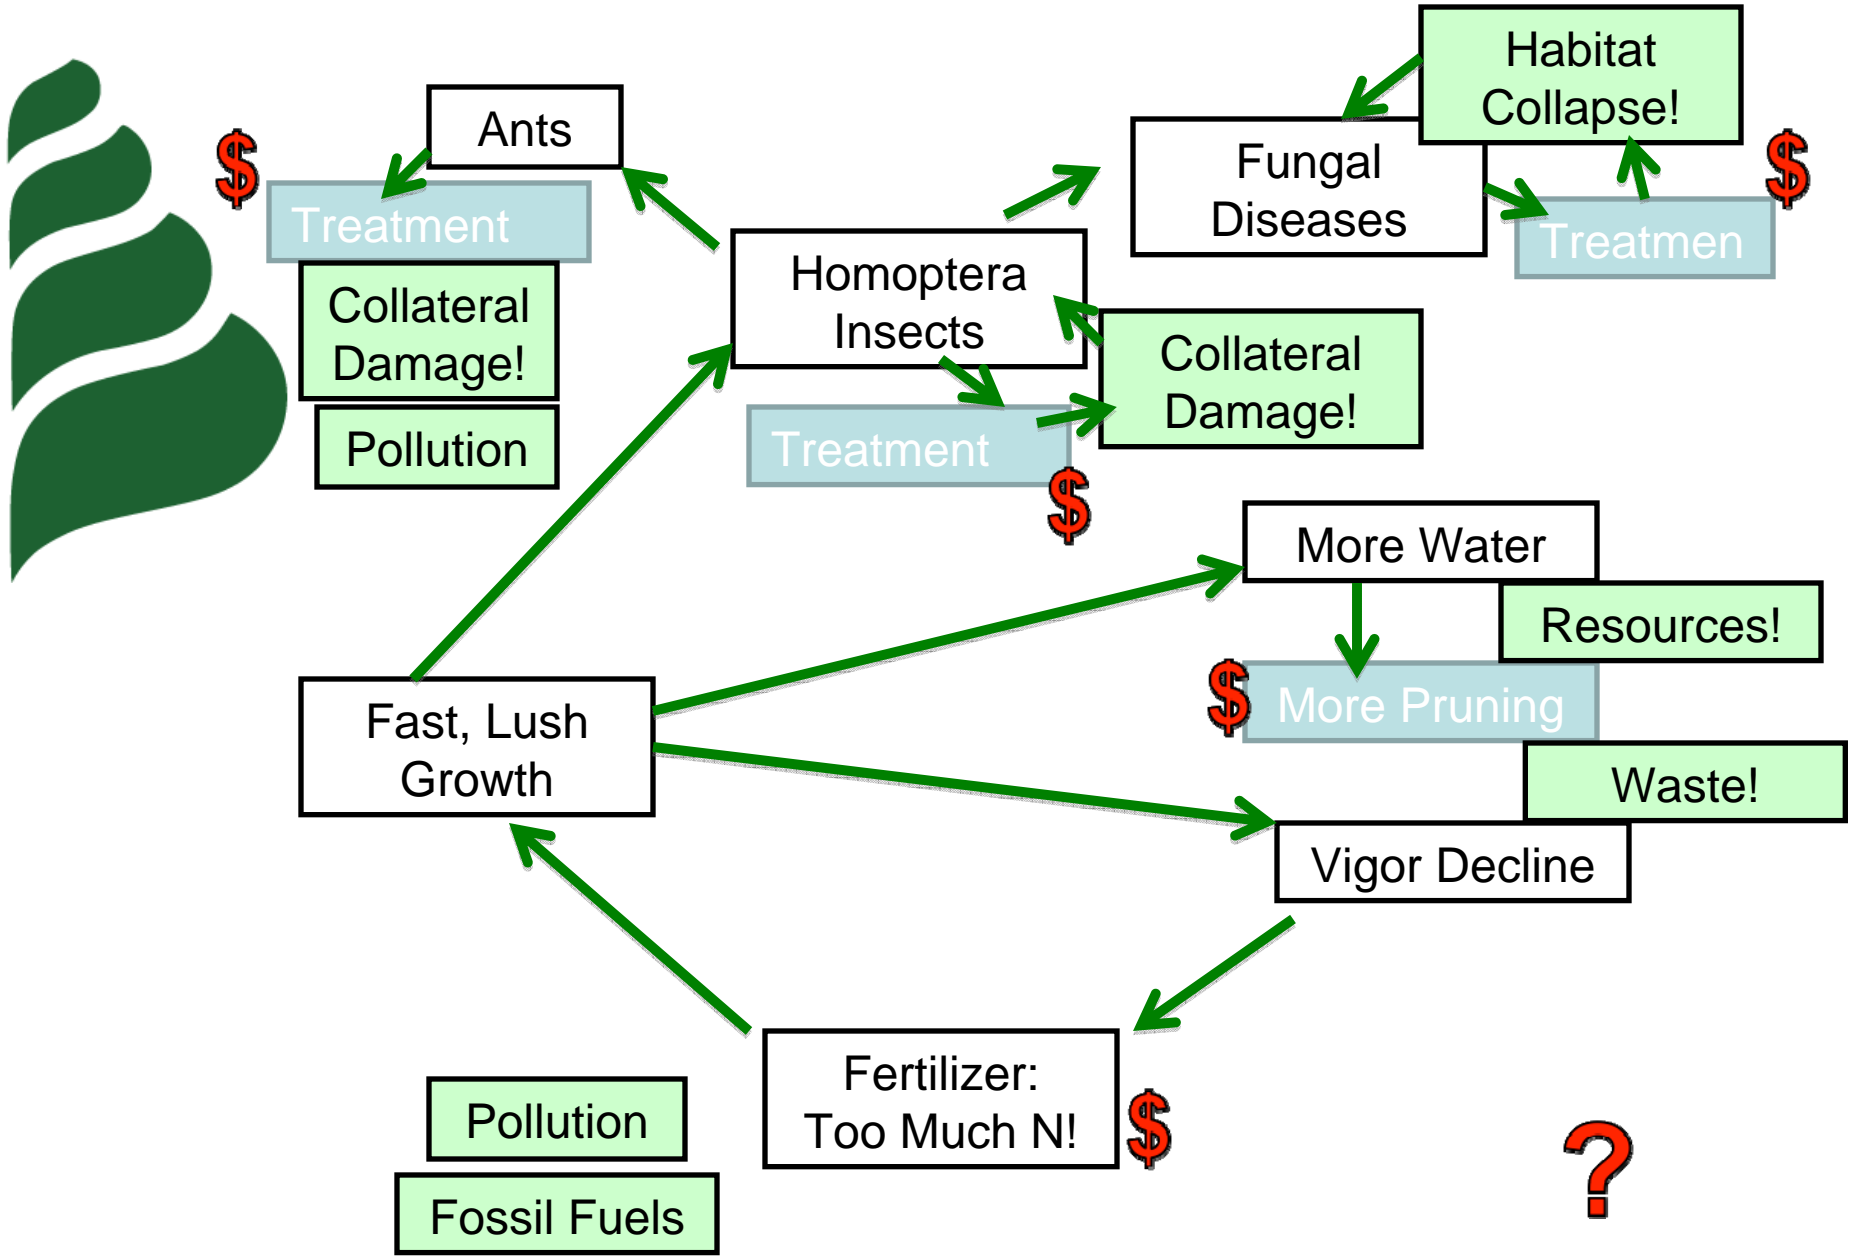 Habitat
Collapse!
Ants
$
$
Fungal
Diseases
Treatment
Treatmen
Homoptera
Insects
Collateral
Damage!
Collateral
Damage!
Pollution
Treatment
$
More Water
Resources!
$
More Pruning
Fast, Lush
Growth
Waste!
Vigor Decline
Fertilizer:
Too Much N!
$
Pollution
Fossil Fuels
?